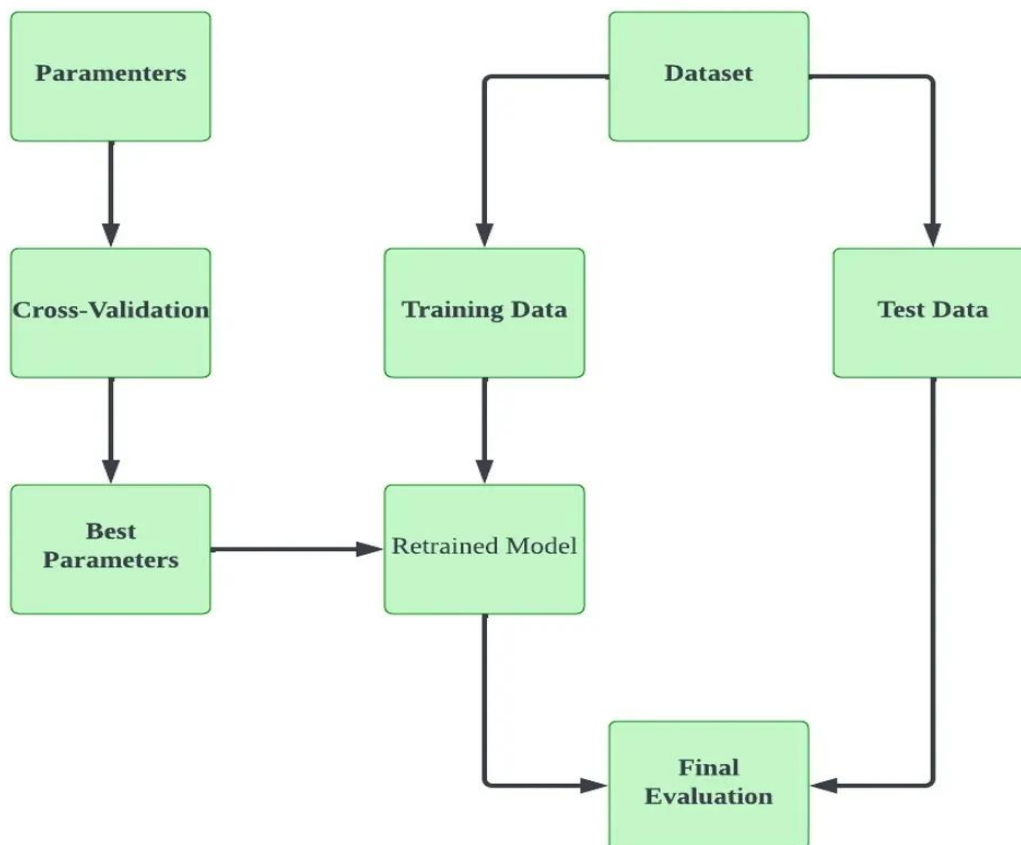 Paramenters
Dataset
Cross-Validation
Training Data
Test Data
Best
Parameters
Retrained Model
Final
Evaluation